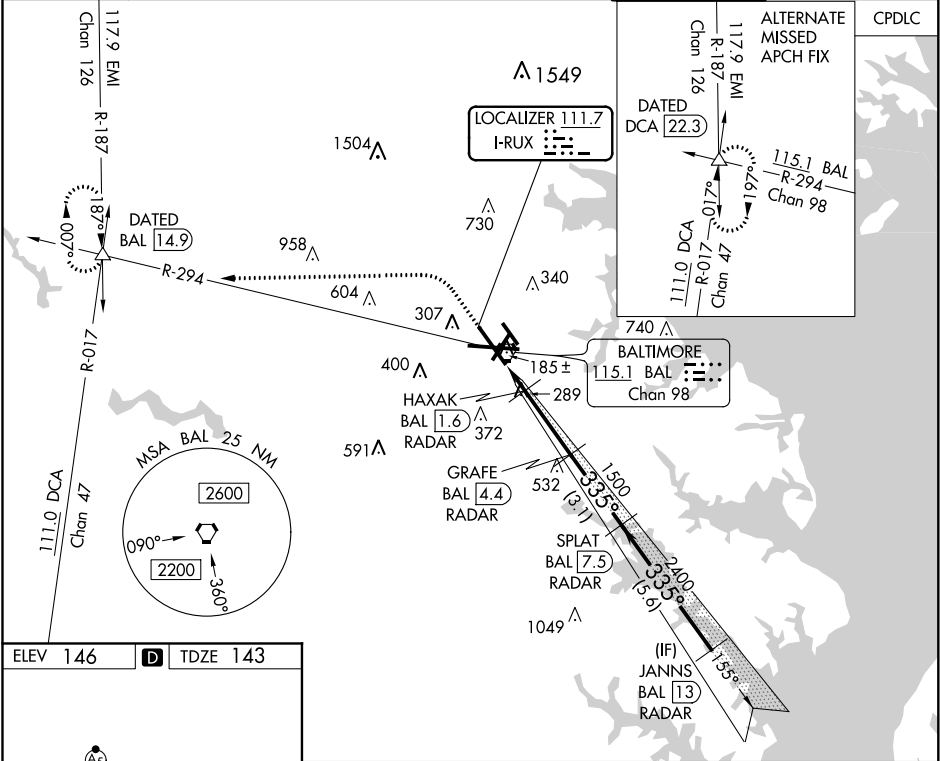 117.9 EMI
Chan 126
R-187
187°
007°
DATED
BAL 14.9
R-294
R-017
111.0 DCA
Chan 47
1549
LOCALIZER 111.7
I-RUX
1504
730
958
604
340
307
740
400
185 ±
289
BALTIMORE
115.1 BAL
Chan 98
HAXAK
BAL 1.6
RADAR
372
591
GRAFE
BAL 4.4
RADAR
532
1500
335°
(3.1)
SPLAT
BAL 7.5
RADAR
2400
335°
(5.6)
1049
(IF)
JANNS
BAL 13
RADAR
155°
MSA BAL 25 NM
2600
090°
2200
360°
ALTERNATE
MISSED
APCH FIX
CPDLC
117.9 EMI
Chan 126
R-187
DATED
DCA 22.3
115.1 BAL
R-294
Chan 98
017°
197°
111.0 DCA
R-017
Chan 47
ELEV 146
D
TDZE 143
A5